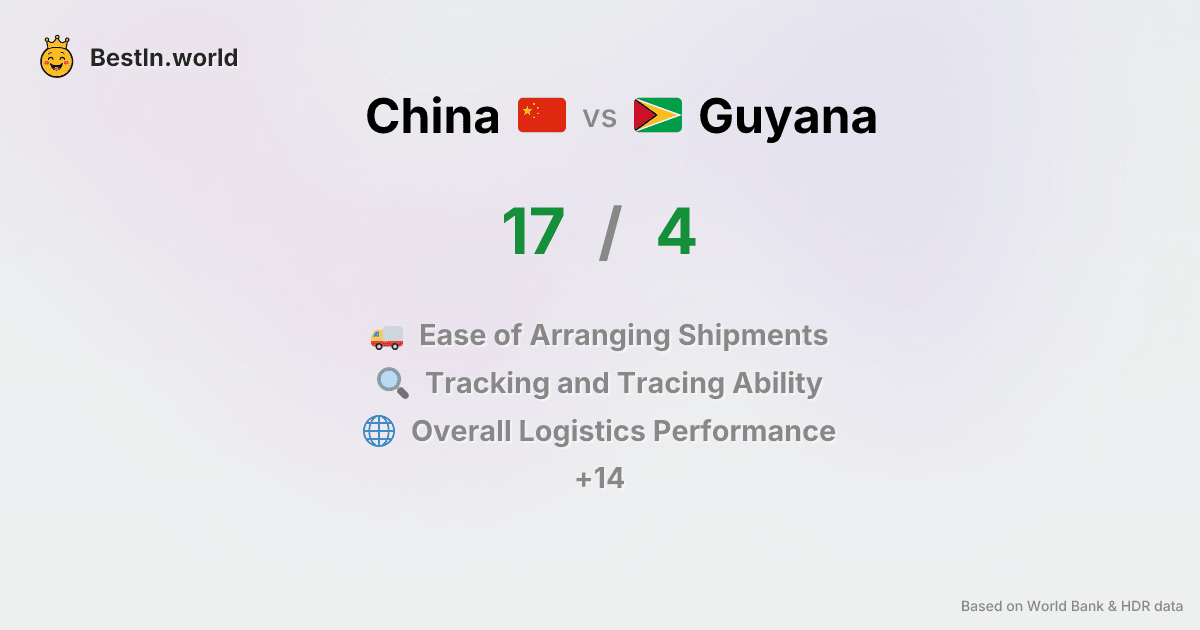 BestIn.world
China vs Guyana
17 / 4
Ease of Arranging Shipments
Tracking and Tracing Ability
Overall Logistics Performance
+14
Based on World Bank & HDR data